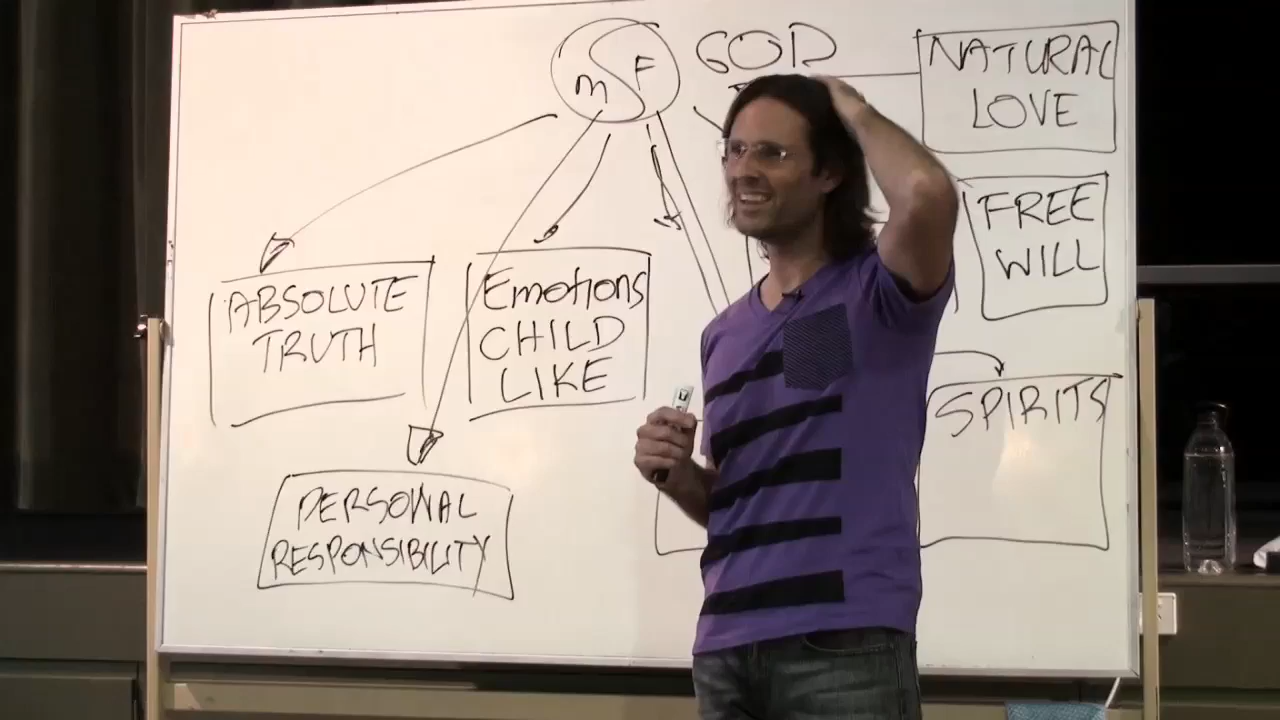 M F
GOD
NATURAL
LOVE
FREE
WILL
ABSOLUTE
TRUTH
Emotions
CHILD
LIKE
SPIRITS
PERSONAL
RESPONSIBILITY